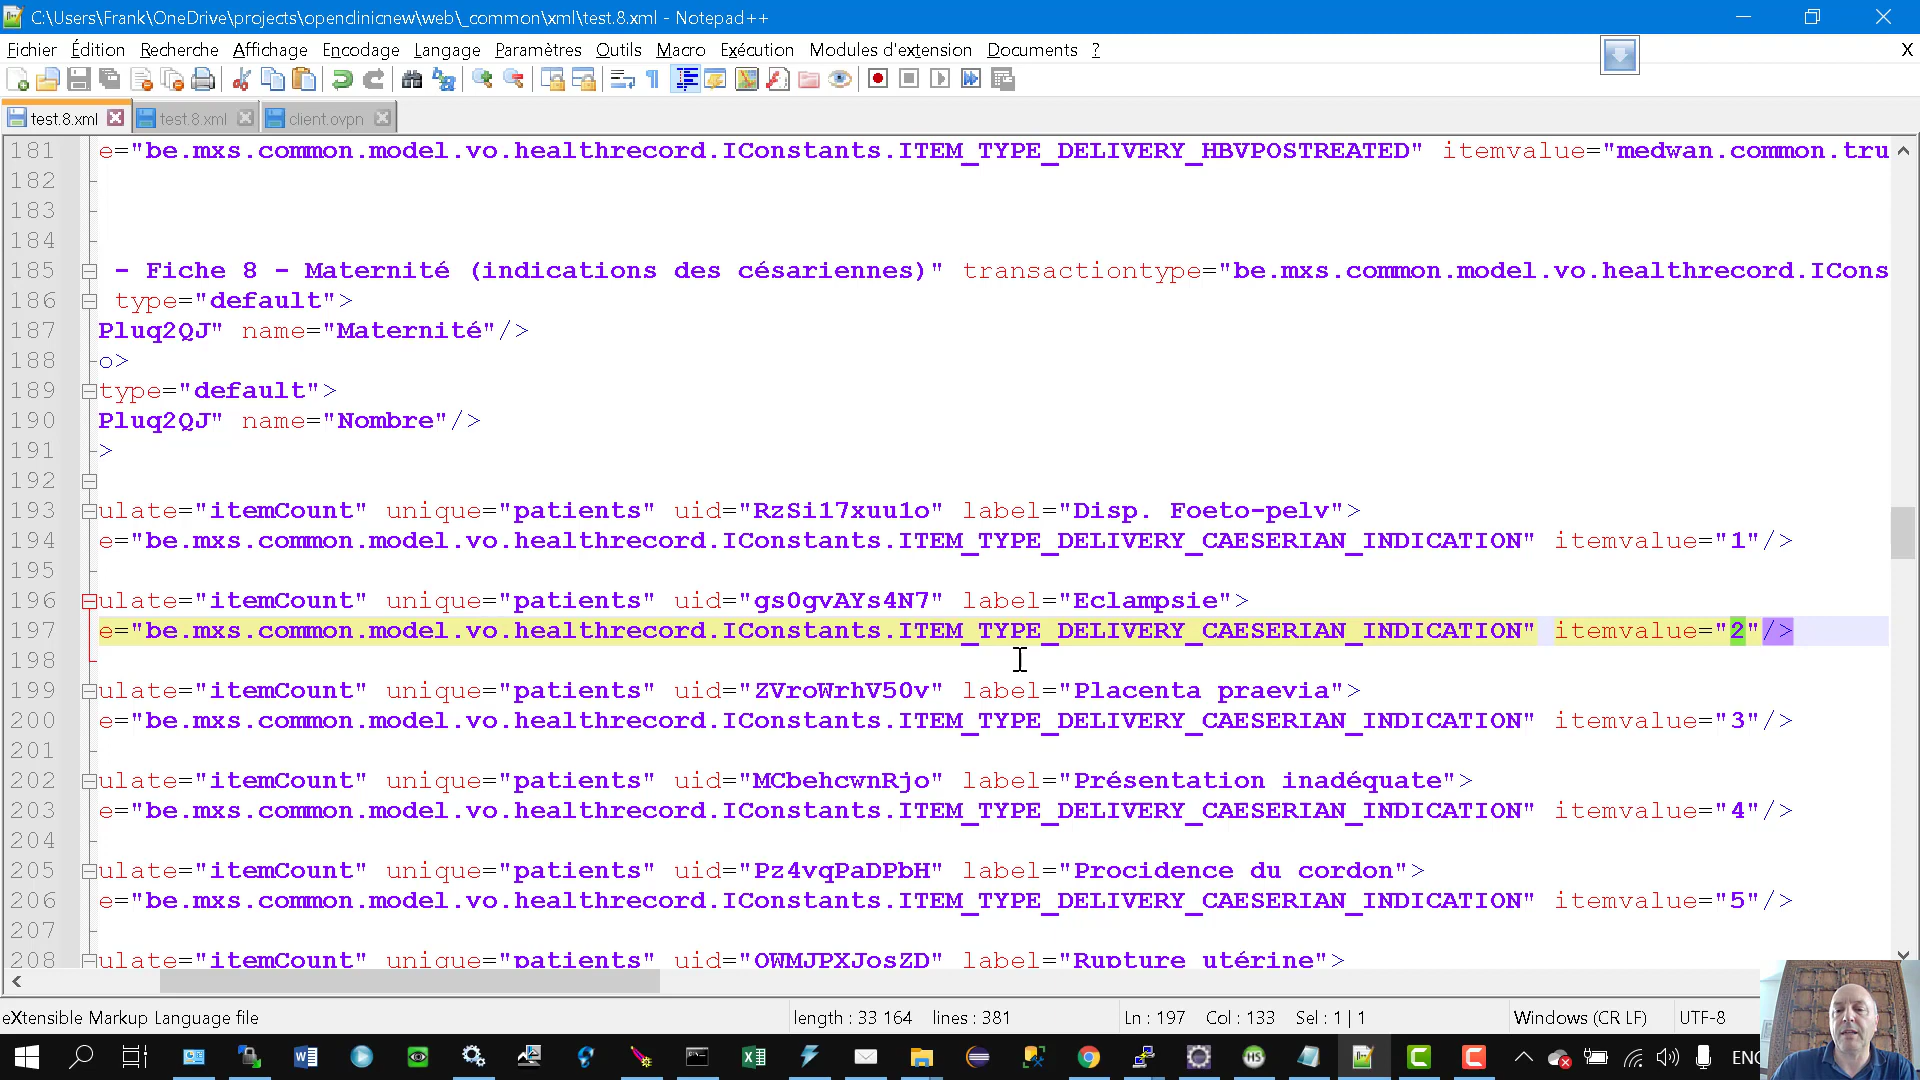 C:\Users\Frank\OneDrive\projects\openclinicnew\web\_common\xml\test.8.xml - Notepad++
Fichier Édition Recherche Affichage Encodage Langage Paramètres Outils Macro Exécution Modules d'extension Documents ? X
test.8.xml test.8.xml client.ovpn
181 e="be.mxs.common.model.vo.healthrecord.IConstants.ITEM_TYPE_DELIVERY_HBVPOSTREATED" itemvalue="medwan.common.tru
182
183
184
185 - Fiche 8 - Maternité (indications des césariennes)" transactiontype="be.mxs.common.model.vo.healthrecord.ICons
186 type="default">
187 Pluq2QJ" name="Maternité"/>
188 o>
189 type="default">
190 Pluq2QJ" name="Nombre"/>
191 >
192
193 ulate="itemCount" unique="patients" uid="RzSi17xuu1o" label="Disp. Foeto-pelv">
194 e="be.mxs.common.model.vo.healthrecord.IConstants.ITEM_TYPE_DELIVERY_CAESERIAN_INDICATION" itemvalue="1"/>
195
196 ulate="itemCount" unique="patients" uid="gs0gvAYs4N7" label="Eclampsie">
197 e="be.mxs.common.model.vo.healthrecord.IConstants.ITEM_TYPE_DELIVERY_CAESERIAN_INDICATION" itemvalue="2"/>
198
199 ulate="itemCount" unique="patients" uid="ZVroWrhV50v" label="Placenta praevia">
200 e="be.mxs.common.model.vo.healthrecord.IConstants.ITEM_TYPE_DELIVERY_CAESERIAN_INDICATION" itemvalue="3"/>
201
202 ulate="itemCount" unique="patients" uid="MCbehcwnRjo" label="Présentation inadéquate">
203 e="be.mxs.common.model.vo.healthrecord.IConstants.ITEM_TYPE_DELIVERY_CAESERIAN_INDICATION" itemvalue="4"/>
204
205 ulate="itemCount" unique="patients" uid="Pz4vqPaDPbH" label="Procidence du cordon">
206 e="be.mxs.common.model.vo.healthrecord.IConstants.ITEM_TYPE_DELIVERY_CAESERIAN_INDICATION" itemvalue="5"/>
207
208 ulate="itemCount" unique="patients" uid="OWMJPXJosZD" label="Rupture utérine">
eXtensible Markup Language file length : 33 164 lines : 381 Ln : 197 Col : 133 Sel : 1 | 1 Windows (CR LF) UTF-8
ENG